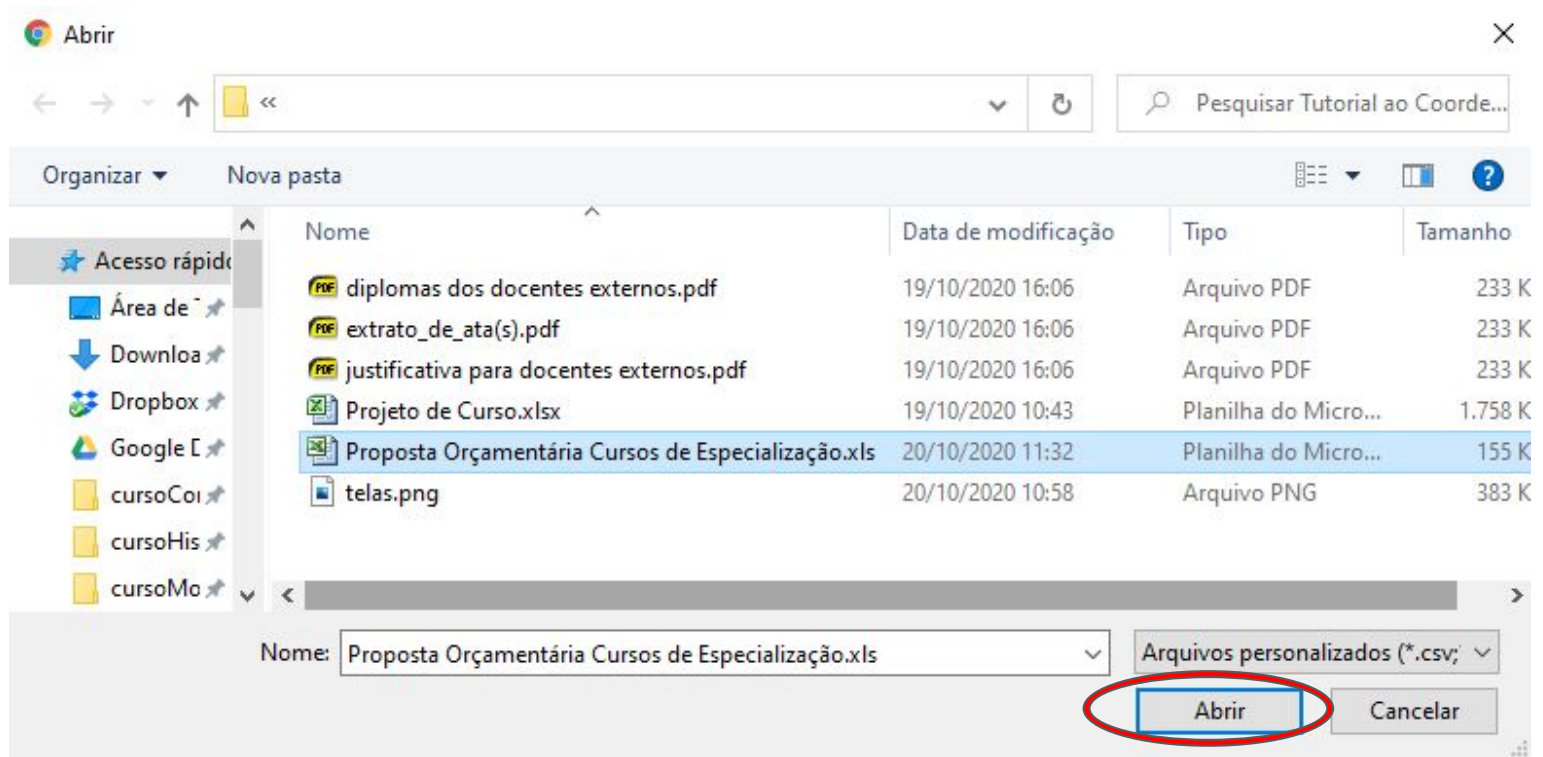 Abrir
«
Pesquisar Tutorial ao Coorde...
Organizar
Nova pasta
?
Nome Data de modificação Tipo Tamanho
Acesso rápido
Área de T
Downloa
Dropbox
Google D
cursoCor
cursoHis
cursoMo
PDF diplomas dos docentes externos.pdf 19/10/2020 16:06 Arquivo PDF 233 K
PDF extrato_de_ata(s).pdf 19/10/2020 16:06 Arquivo PDF 233 K
PDF justificativa para docentes externos.pdf 19/10/2020 16:06 Arquivo PDF 233 K
Projeto de Curso.xlsx 19/10/2020 10:43 Planilha do Micro... 1.758 K
Proposta Orçamentária Cursos de Especialização.xls 20/10/2020 11:32 Planilha do Micro... 155 K
telas.png 20/10/2020 10:58 Arquivo PNG 383 K
Nome: Proposta Orçamentária Cursos de Especialização.xls
Arquivos personalizados (*.csv;
Abrir
Cancelar